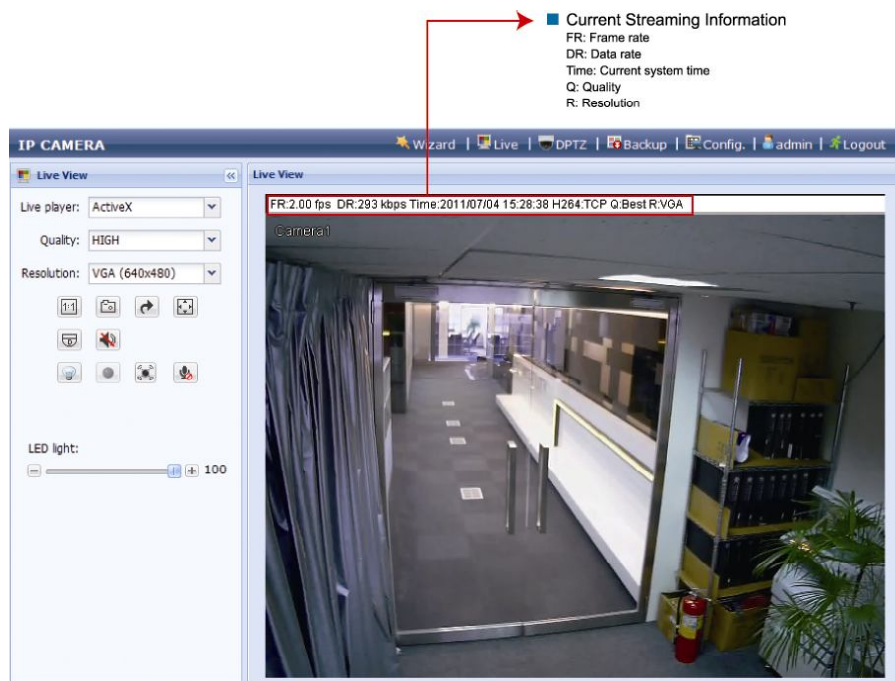 Current Streaming Information
FR: Frame rate
DR: Data rate
Time: Current system time
Q: Quality
R: Resolution
IP CAMERA
Wizard | Live | DPTZ | Backup | Config. | admin | Logout
Live View
Live View
Live player: ActiveX
Quality: HIGH
Resolution: VGA (640x480)
1:1
LED light:
100
FR:2.00 fps DR:293 kbps Time:2011/07/04 15:28:38 H264:TCP Q:Best R:VGA
Camera1